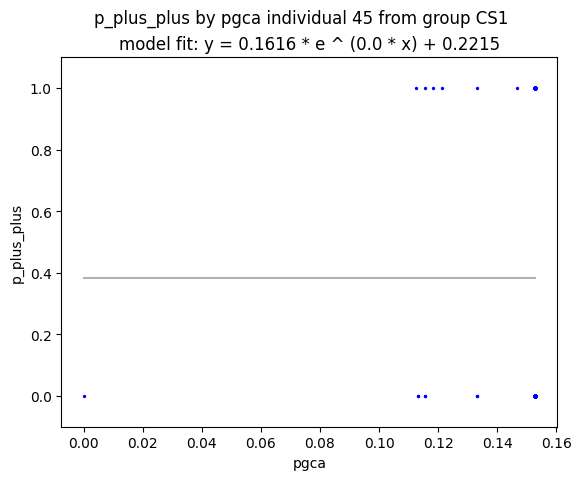 p_plus_plus by pgca individual 45 from group CS1
model fit: y = 0.1616 * e ^ (0.0 * x) + 0.2215
1.0
0.8
0.6
0.4
0.2
0.0
p_plus_plus
0.00 0.02 0.04 0.06 0.08 0.10 0.12 0.14 0.16
pgca